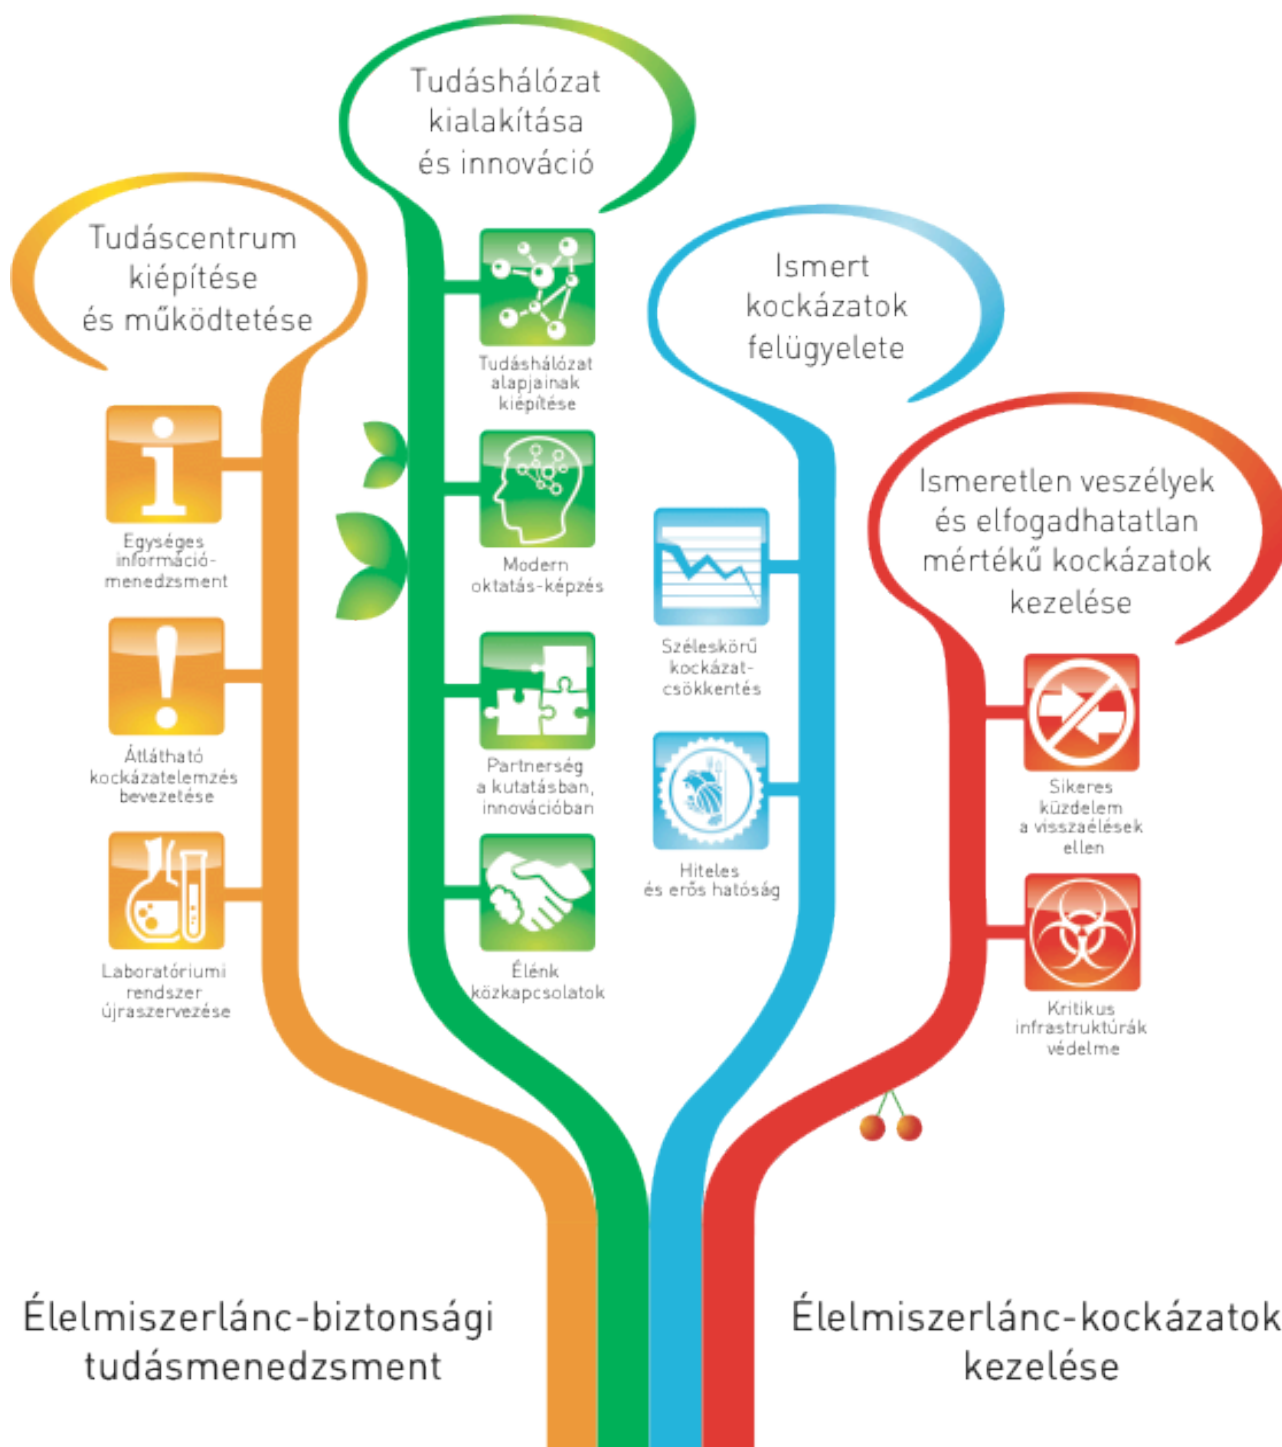 Tudáshálózat
kialakítása
és innováció
Tudáscentrum
kiépítése
és működtetése
Ismert
kockázatok
felügyelete
Ismeretlen veszélyek
és elfogadhatatlan
mértékű kockázatok
kezelése
Egységes
információ-
menedzsment
Átlátható
kockázatelemzés
bevezetése
Laboratóriumi
rendszer
újraszervezése
Tudáshálózat
alapjainak
kiépítése
Modern
oktatás-képzés
Partnerség
a kutatásban,
innovációban
Élénk
közkapcsolatok
Széleskörű
kockázat-
csökkentés
Hiteles
és erős hatóság
Sikeres
küzdelem
a visszaélések
ellen
Kritikus
infrastruktúrák
védelme
Élelmiszerlánc-biztonsági
tudásmenedzsment
Élelmiszerlánc-kockázatok
kezelése